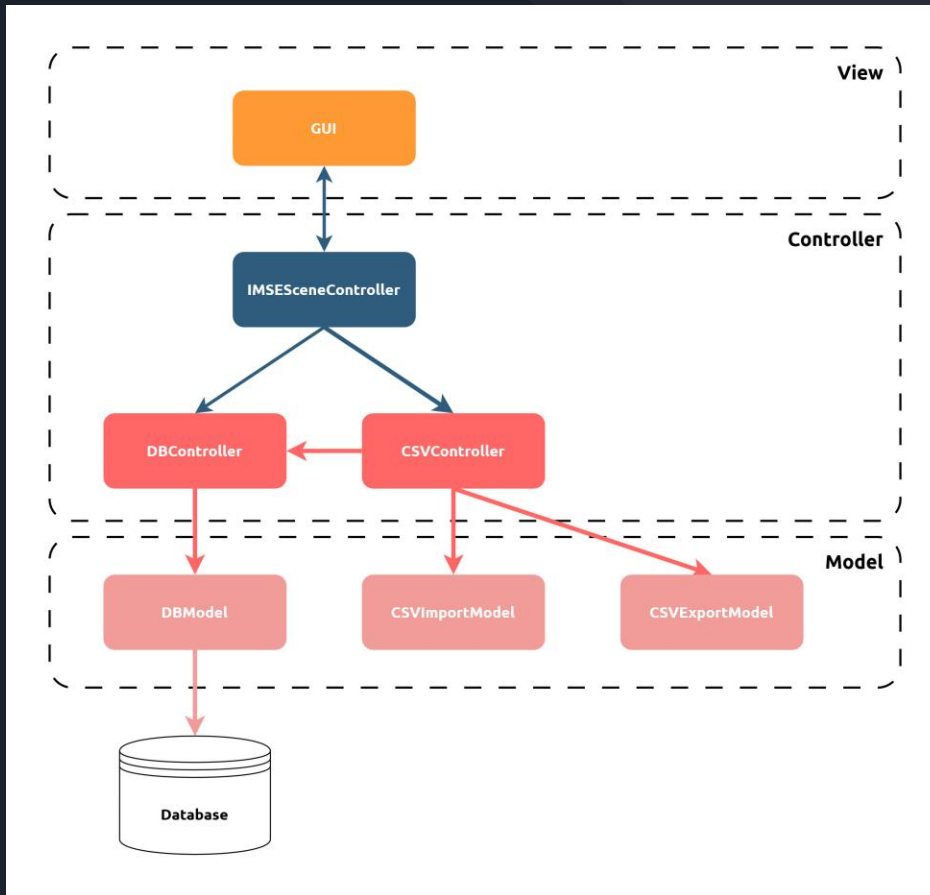 View
GUI
Controller
IMSESceneController
DBController
CSVController
Model
DBModel
CSVImportModel
CSVExportModel
Database